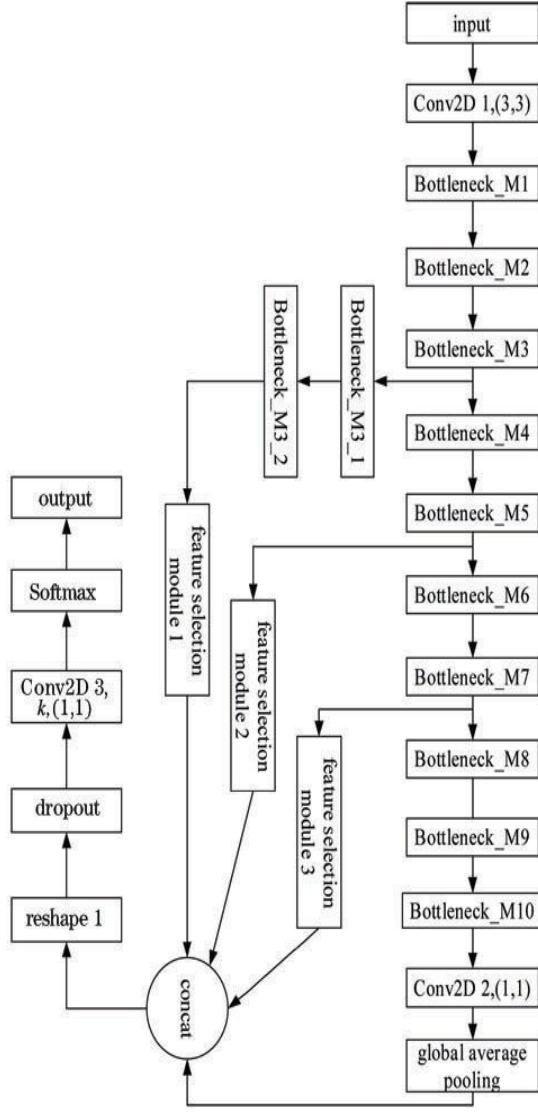 input
Conv2D 1,(3,3)
Bottleneck_M1
Bottleneck_M2
Bottleneck_M3
Bottleneck_M3_1
Bottleneck_M3_2
Bottleneck_M4
Bottleneck_M5
Bottleneck_M6
Bottleneck_M7
Bottleneck_M8
Bottleneck_M9
Bottleneck_M10
Conv2D 2,(1,1)
global average
pooling
feature selection
module 1
feature selection
module 2
feature selection
module 3
concat
reshape 1
dropout
Conv2D 3,
k,(1,1)
Softmax
output